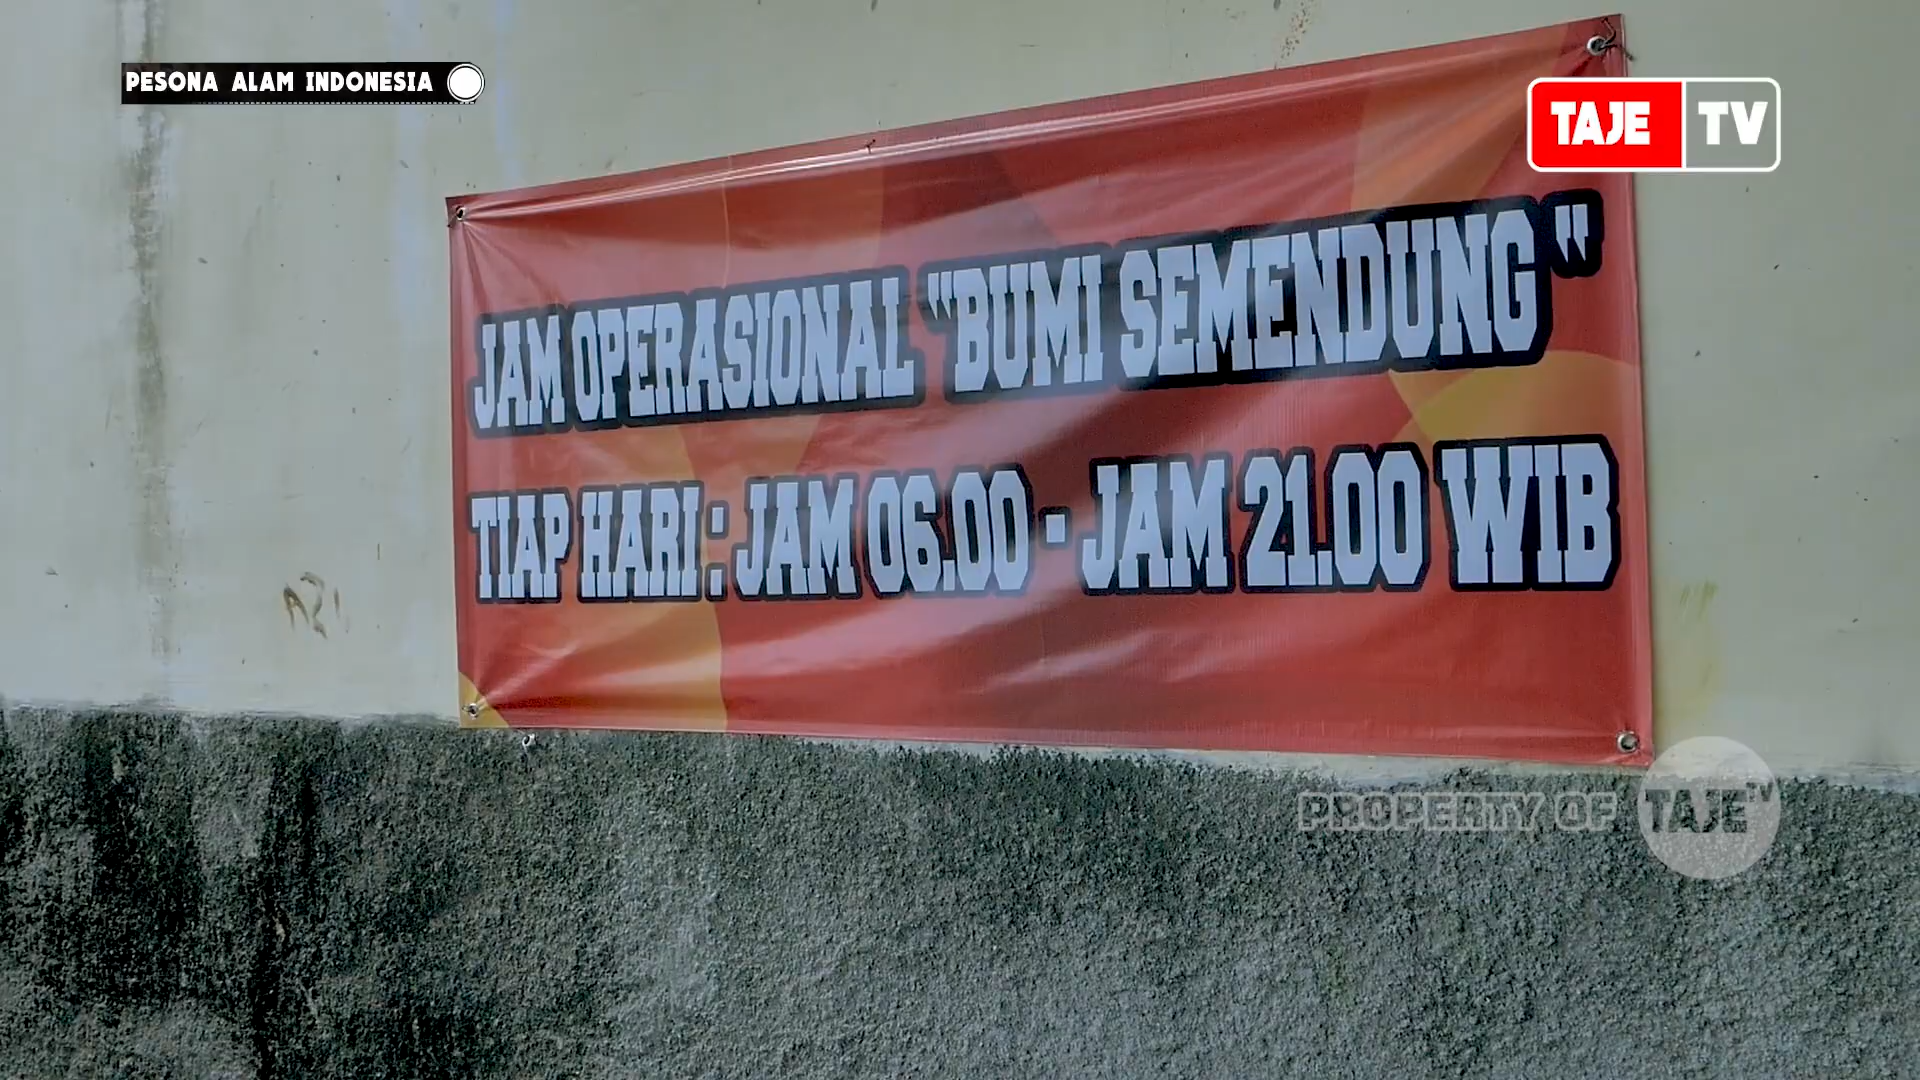 PESONA ALAM INDONESIA
TAJE TV
JAM OPERASIONAL "BUMI SEMENDUNG "
TIAP HARI : JAM 06.00 - JAM 21.00 WIB
A21
PROPERTY OF TAJE TV